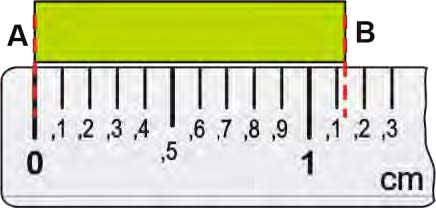 A B
,1 ,2 ,3 ,4 ,5 ,6 ,7 ,8 ,9 ,1 ,2 ,3
0 1
cm